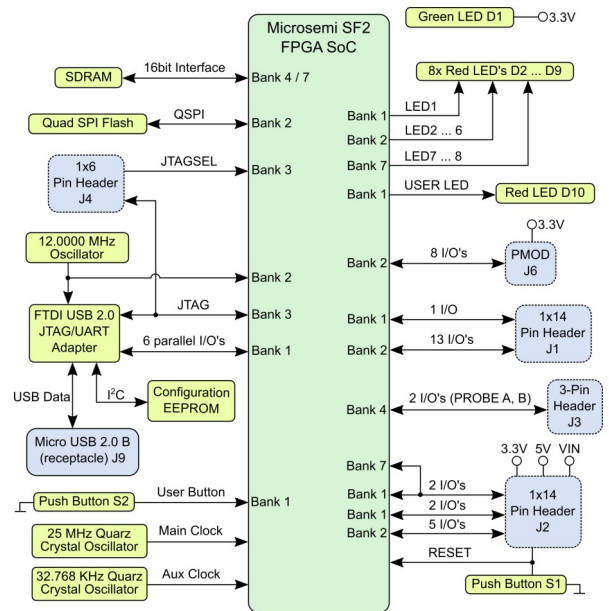 Microsemi SF2
FPGA SoC
Green LED D1
3.3V
SDRAM
16bit Interface
Bank 4 / 7
8x Red LED's D2 ... D9
Quad SPI Flash
QSPI
Bank 2
Bank 1
LED1
Bank 2
LED2 ... 6
Bank 7
LED7 ... 8
1x6
Pin Header
J4
JTAGSEL
Bank 3
Bank 1
USER LED
Red LED D10
12.0000 MHz
Oscillator
Bank 2
3.3V
Bank 2
8 I/O's
PMOD
J6
FTDI USB 2.0
JTAG/UART
Adapter
JTAG
Bank 3
6 parallel I/O's
Bank 1
Bank 1
1 I/O
Bank 2
13 I/O's
1x14
Pin Header
J1
USB Data
I²C
Configuration
EEPROM
Bank 4
2 I/O's (PROBE A, B)
3-Pin
Header
J3
Micro USB 2.0 B
(receptacle) J9
Bank 7
3.3V
5V
VIN
Bank 1
2 I/O's
Bank 1
2 I/O's
Bank 2
5 I/O's
1x14
Pin Header
J2
Push Button S2
User Button
Bank 1
25 MHz Quarz
Crystal Oscillator
Main Clock
RESET
Push Button S1
32.768 KHz Quarz
Crystal Oscillator
Aux Clock